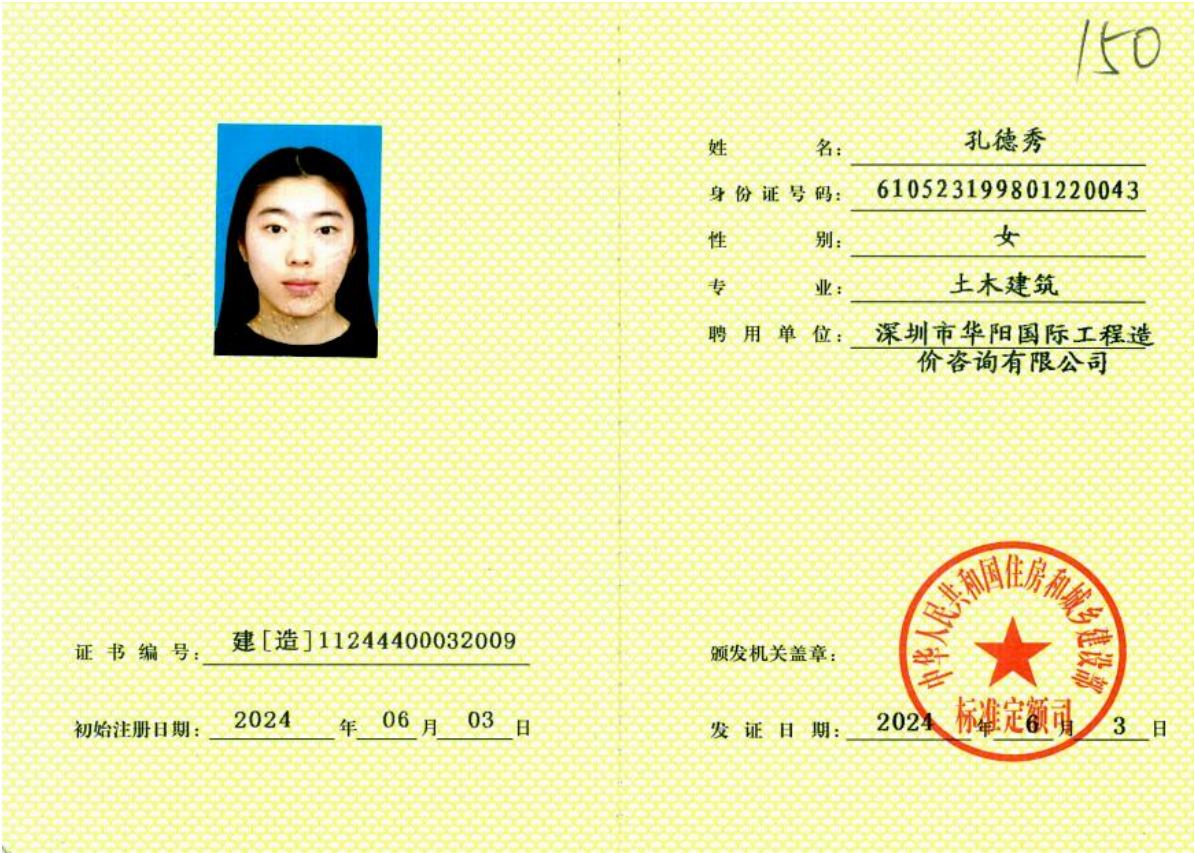 150
姓名： 孔德秀
身份证号码： 610523199801220043
性别： 女
专业： 土木建筑
聘用单位： 深圳市华阳国际工程造
价咨询有限公司
证书编号： 建[造]11244400032009
初始注册日期： 2024 年 06 月 03 日
颁发机关盖章：
中华人民共和国住房和城乡建设部
标准定额司
发证日期： 2024 年 6 月 3 日